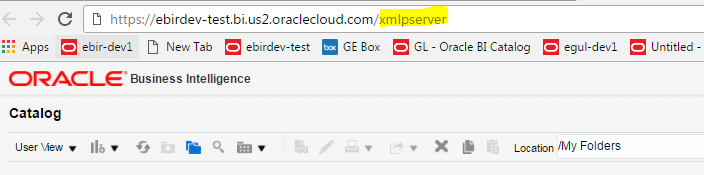 https://ebirdev-test.bi.us2.oraclecloud.com/xmlpserver
Apps ebir-dev1 New Tab ebirdev-test box GE Box GL - Oracle BI Catalog egul-dev1 Untitled -
ORACLE Business Intelligence
Catalog
User View Location /My Folders